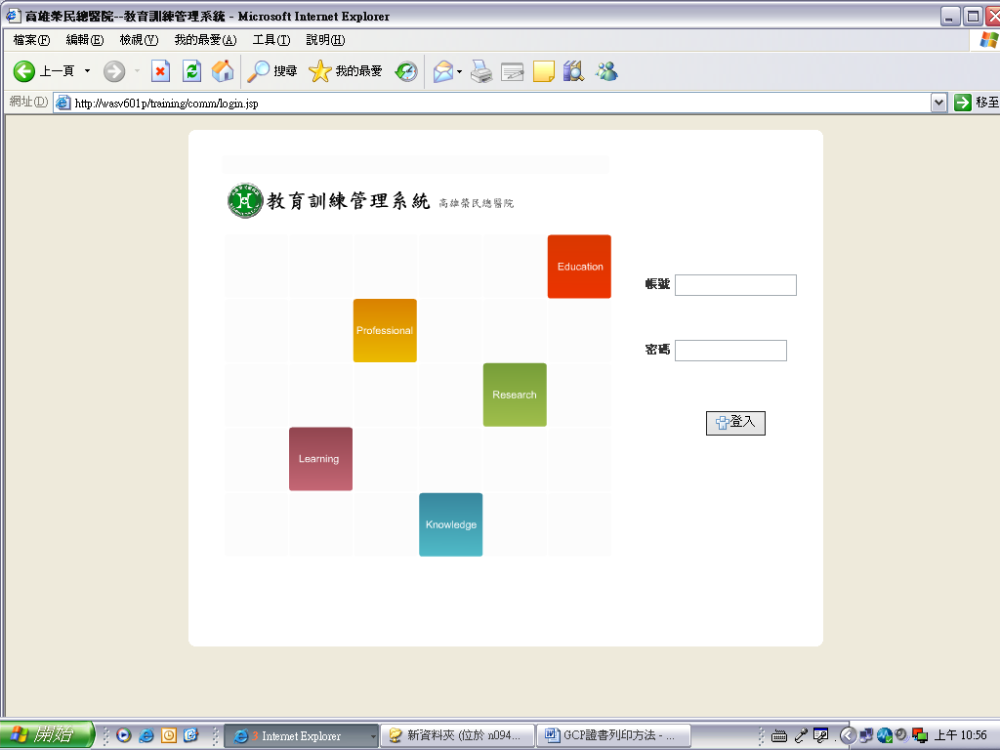 高雄榮民總醫院--教育訓練管理系統 - Microsoft Internet Explorer
檔案(F) 編輯(E) 檢視(V) 我的最愛(A) 工具(T) 說明(H)
上一頁 搜尋 我的最愛
網址(D) http://wasv601p/training/comm/login.jsp 移至
教育訓練管理系統 高雄榮民總醫院
Education
帳號
Professional
密碼
Research
登入
Learning
Knowledge
開始 3 Internet Explorer 新資料夾 (位於 n094... GCP證書列印方法 - ... 上午 10:56